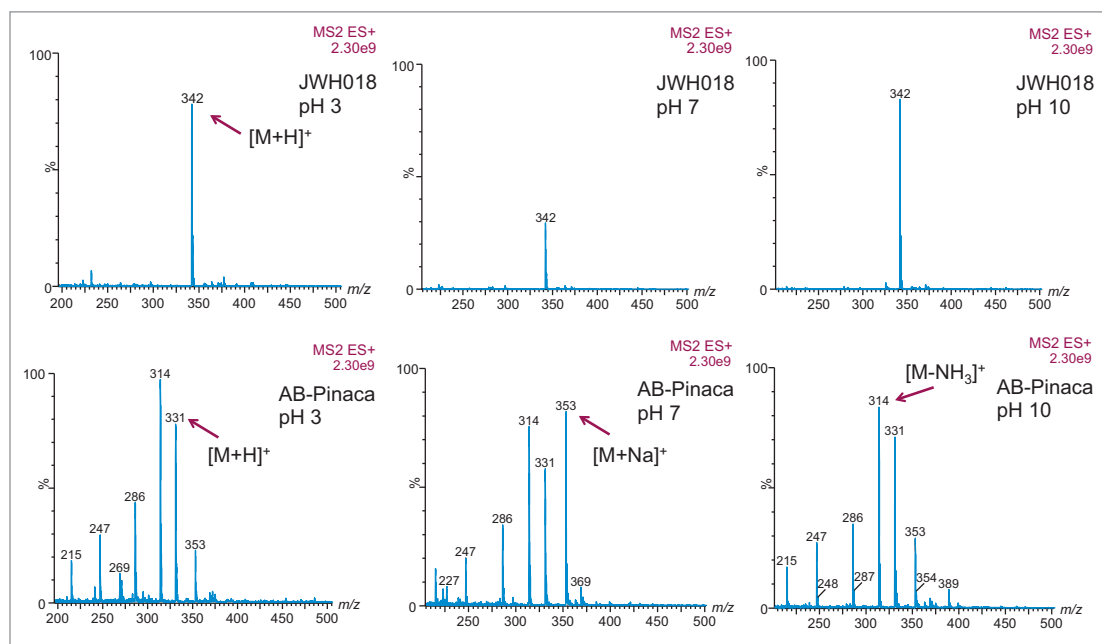 MS2 ES+
2.30e9
JWH018
pH 3
100
%
0
342
[M+H]+
200 250 300 350 400 450 500 m/z
MS2 ES+
2.30e9
JWH018
pH 7
100
%
0
342
250 300 350 400 450 500 m/z
MS2 ES+
2.30e9
JWH018
pH 10
100
%
0
342
250 300 350 400 450 500 m/z
MS2 ES+
2.30e9
AB-Pinaca
pH 3
100
%
0
314
331
[M+H]+
286
247
215
269
353
200 250 300 350 400 450 500 m/z
MS2 ES+
2.30e9
AB-Pinaca
pH 7
100
%
0
353
314
[M+Na]+
331
286
247
227
369
250 300 350 400 450 500 m/z
MS2 ES+
2.30e9
[M-NH3]+
AB-Pinaca
pH 10
100
%
0
314
331
286
247
353
215
248
287
354
389
250 300 350 400 450 500 m/z